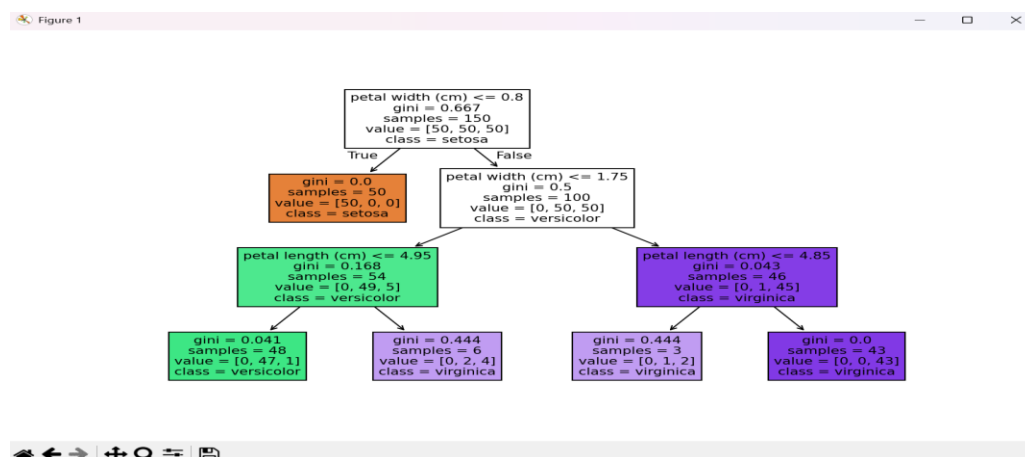 Figure 1
petal width (cm) <= 0.8
gini = 0.667
samples = 150
value = [50, 50, 50]
class = setosa
True
False
gini = 0.0
samples = 50
value = [50, 0, 0]
class = setosa
petal width (cm) <= 1.75
gini = 0.5
samples = 100
value = [0, 50, 50]
class = versicolor
petal length (cm) <= 4.95
gini = 0.168
samples = 54
value = [0, 49, 5]
class = versicolor
petal length (cm) <= 4.85
gini = 0.043
samples = 46
value = [0, 1, 45]
class = virginica
gini = 0.041
samples = 48
value = [0, 47, 1]
class = versicolor
gini = 0.444
samples = 6
value = [0, 2, 4]
class = virginica
gini = 0.444
samples = 3
value = [0, 1, 2]
class = virginica
gini = 0.0
samples = 43
value = [0, 0, 43]
class = virginica